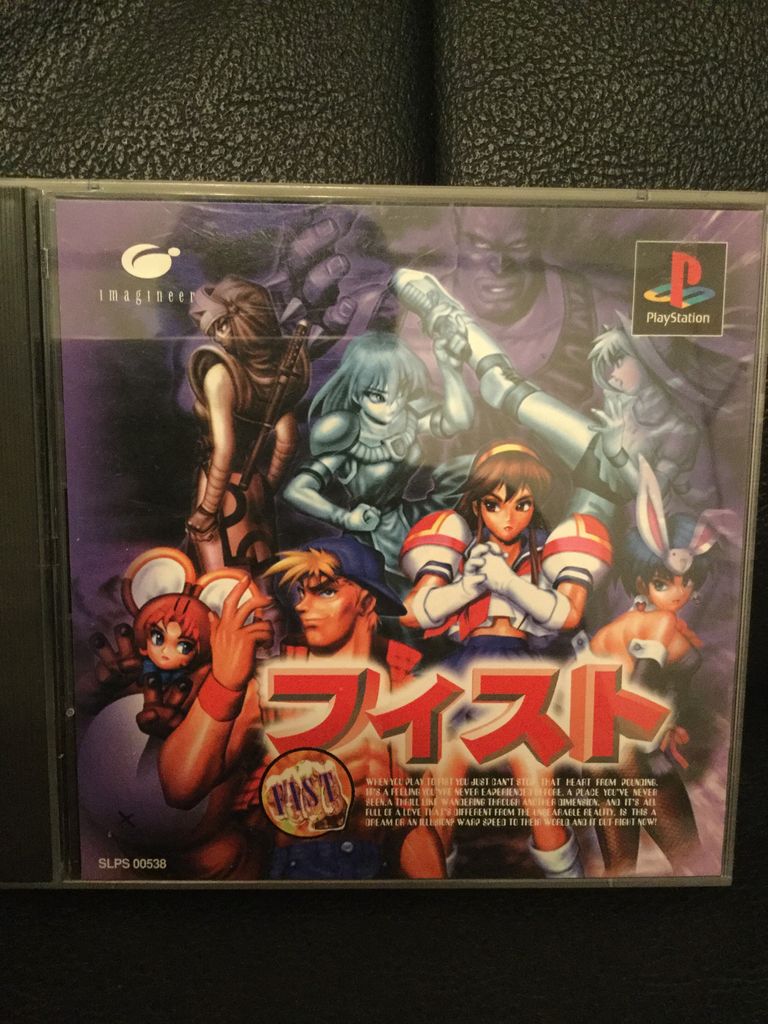 imagineer
PlayStation
フィスト
FIST
WHEN YOU PLAY TO FIST YOU JUST CAN'T STOP THAT HEART FROM POUNDING.
IT'S A FEELING YOU'VE NEVER EXPERIENCED BEFORE. A PLACE YOU'VE NEVER
SEEN. A THRILL LIKE WANDERING THROUGH ANOTHER DIMENSION. AND IT'S ALL
FULL OF A LOVE THAT'S DIFFERENT FROM THE UNBEARABLE REALITY. IS THIS A
DREAM OR AN ILLUSION? WARP SPEED TO THEIR WORLD AND FIT OUT RIGHT NOW!
SLPS 00538